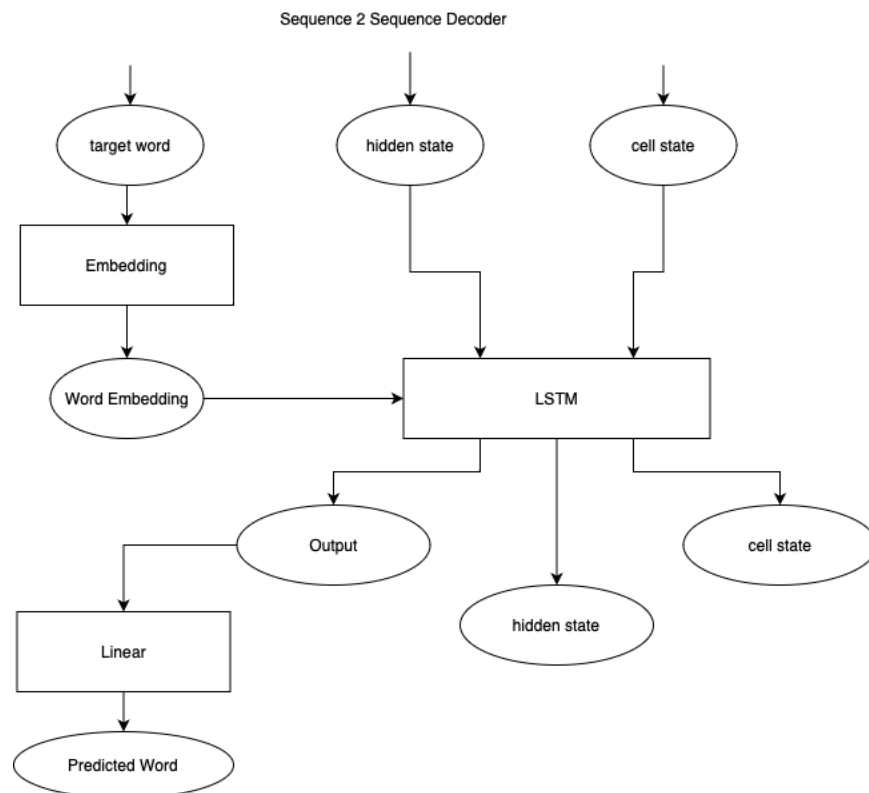 Sequence 2 Sequence Decoder
target word
hidden state
cell state
Embedding
Word Embedding
LSTM
Output
cell state
hidden state
Linear
Predicted Word